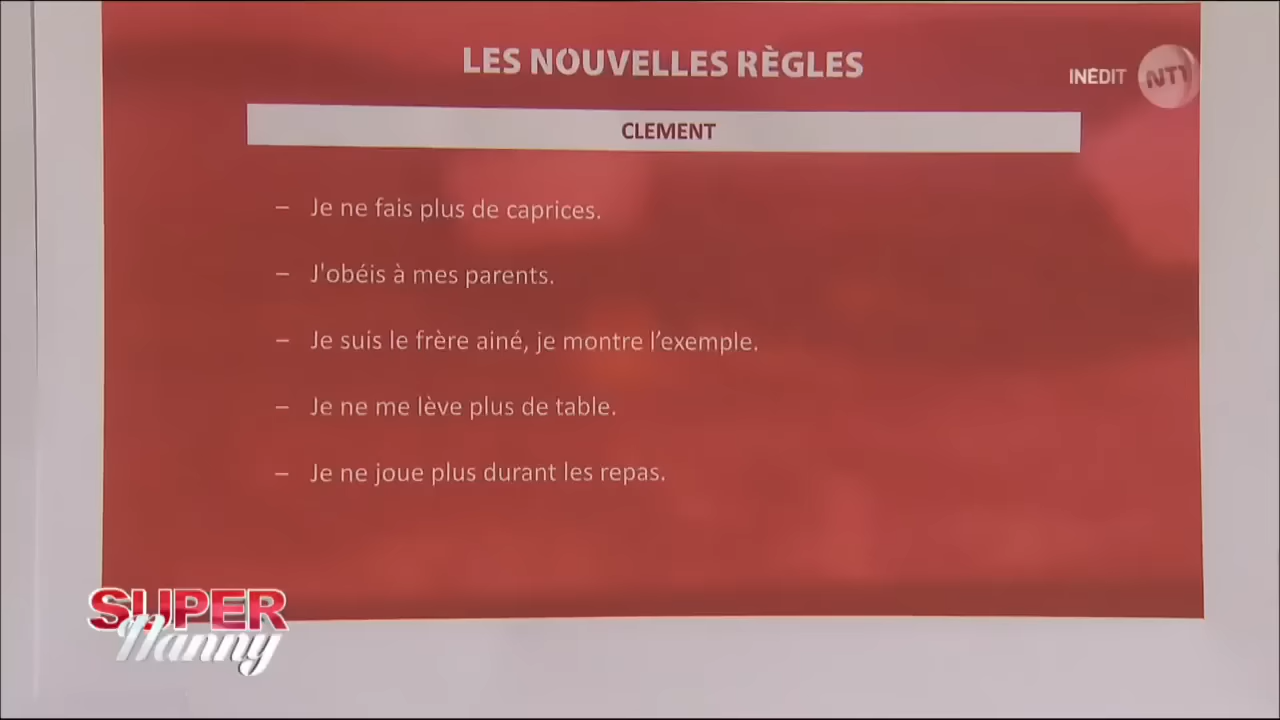 LES NOUVELLES RÈGLES
INÉDIT NT1
CLEMENT
– Je ne fais plus de caprices.
– J'obéis à mes parents.
– Je suis le frère ainé, je montre l’exemple.
– Je ne me lève plus de table.
– Je ne joue plus durant les repas.
SUPER
Nanny